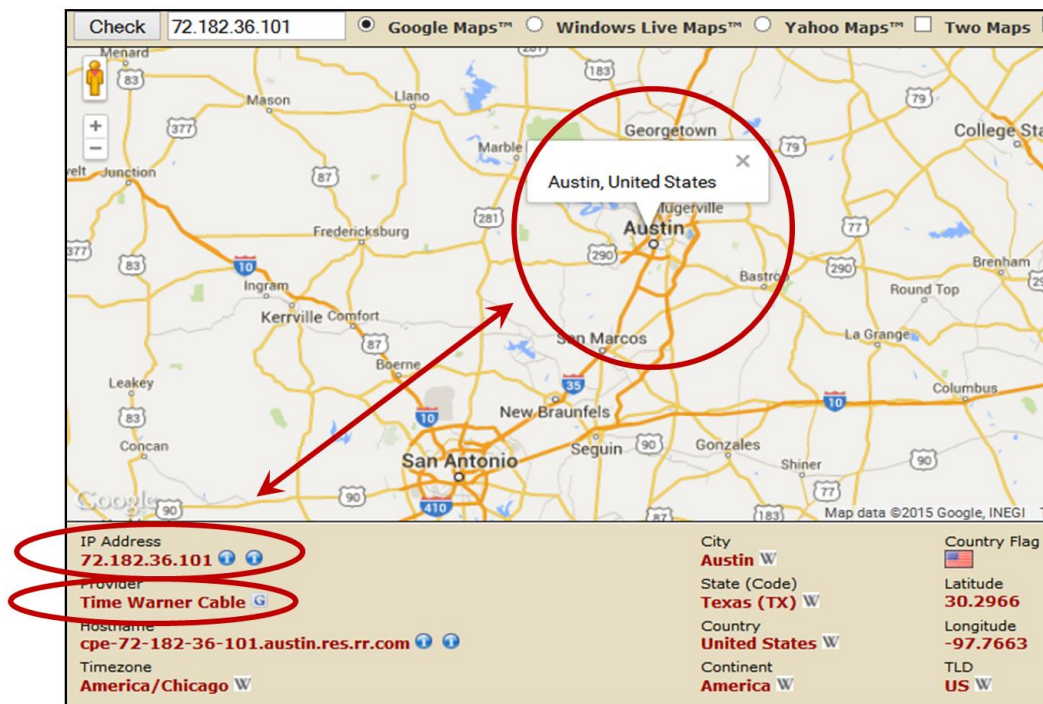 Check 72.182.36.101 Google Maps™ Windows Live Maps™ Yahoo Maps™ Two Maps
Menard
83
183
79
Mason
Llano
377
Georgetown
College Sta
Marble
79
Junction
87
Austin, United States
281
lugerville
77
Fredericksburg
Austin
290
377
83
10
290
Brenham
Ingram
Bastrop
Round Top
Kerrville Comfort
87
San Marcos
La Grange
Boerne
Leakey
35
10
Columbus
83
10
New Braunfels
Concan
Seguin
90
Gonzales
90
San Antonio
Shiner
90
Google
90
90
410
77
87
183
Map data ©2015 Google, INEGI
IP Address
72.182.36.101
Provider
Time Warner Cable G
Hostname
cpe-72-182-36-101.austin.res.rr.com
Timezone
America/Chicago W
City
Austin W
State (Code)
Texas (TX) W
Country
United States W
Continent
America W
Country Flag
Latitude
30.2966
Longitude
-97.7663
TLD
US W